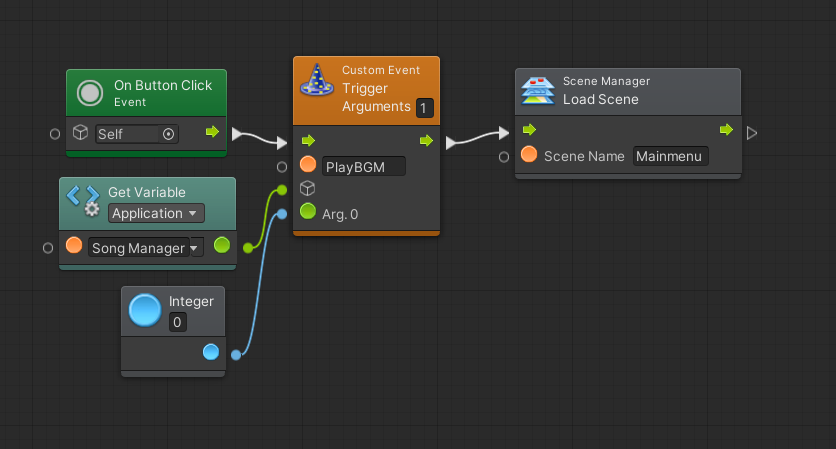 On Button Click
Event
Self
Custom Event
Trigger
Arguments 1
PlayBGM
Arg. 0
Scene Manager
Load Scene
Scene Name Mainmenu
Get Variable
Application
Song Manager
Integer
0